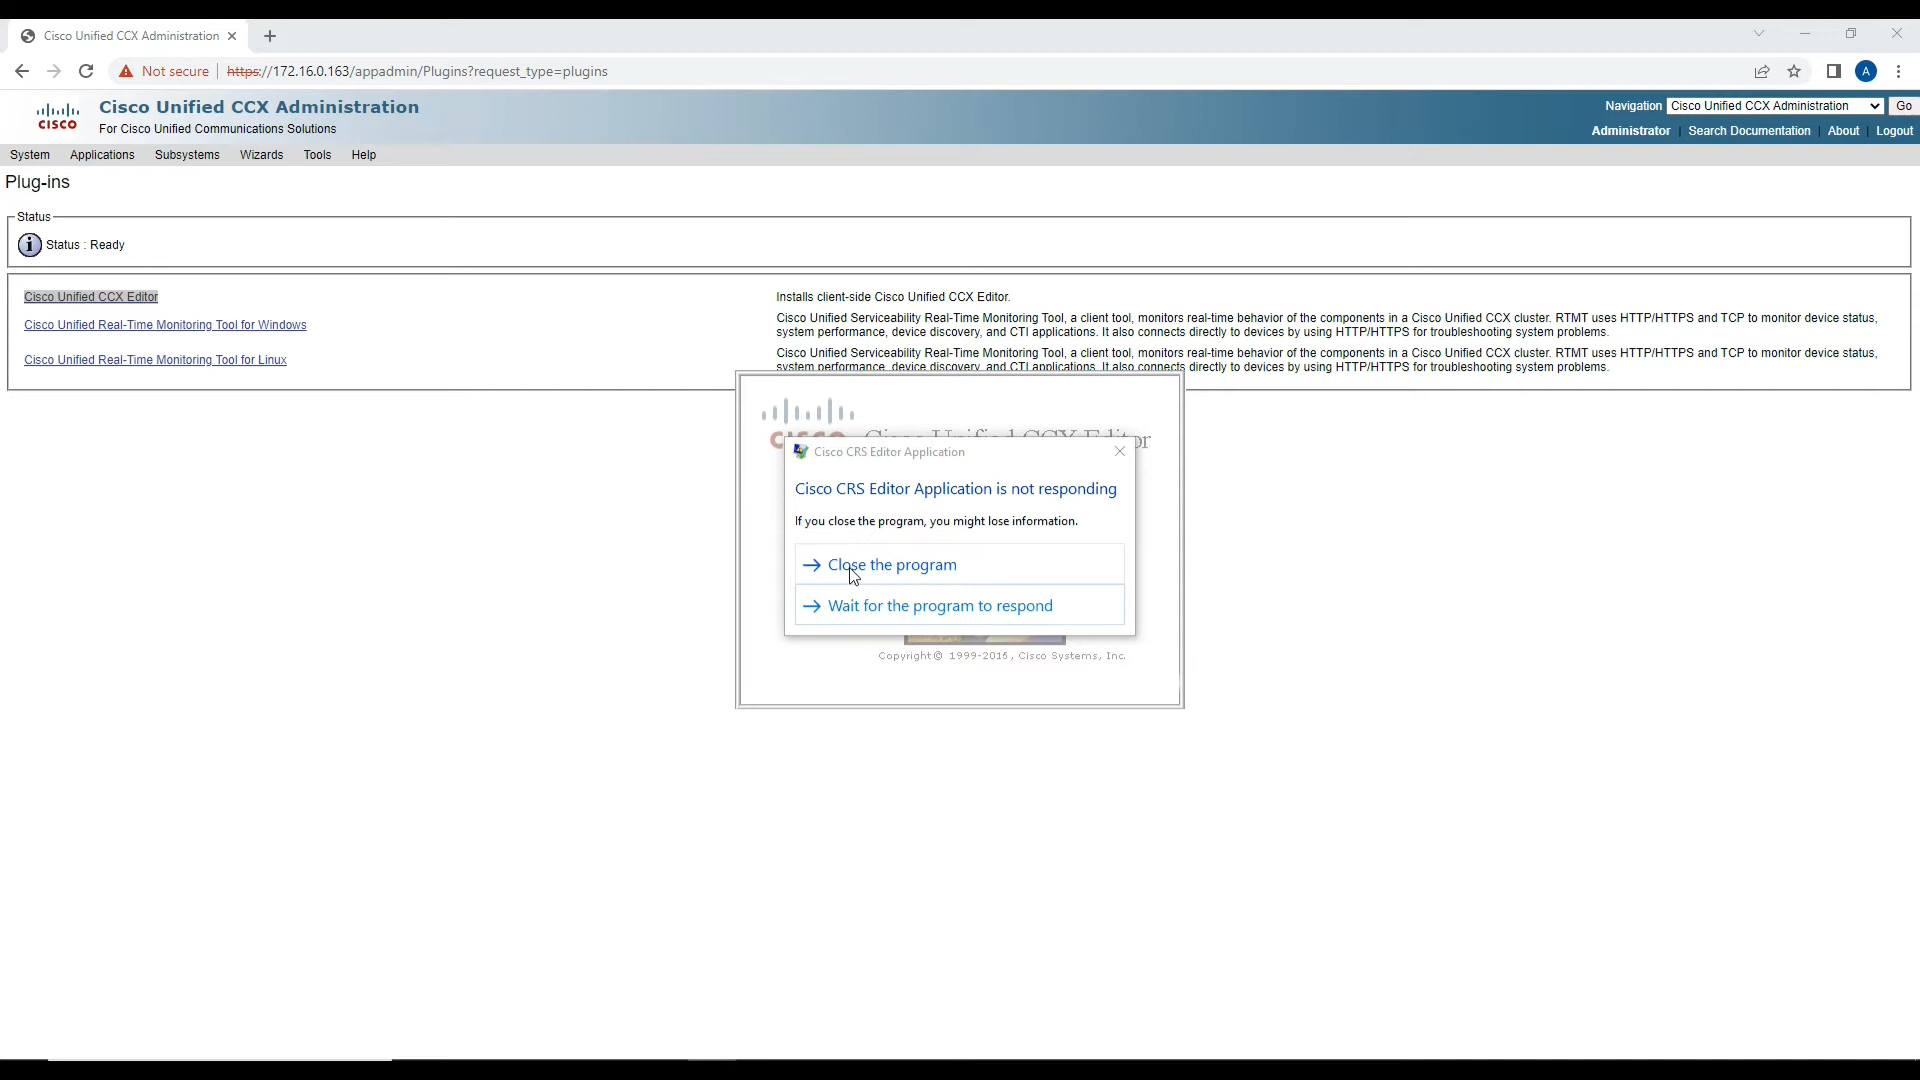 Cisco Unified CCX Administration
Not secure
https://172.16.0.163/appadmin/Plugins?request_type=plugins
A
CISCO
Cisco Unified CCX Administration
For Cisco Unified Communications Solutions
Navigation Cisco Unified CCX Administration Go
Administrator | Search Documentation | About | Logout
System Applications Subsystems Wizards Tools Help
Plug-ins
Status
Status : Ready
Cisco Unified CCX Editor
Installs client-side Cisco Unified CCX Editor.
Cisco Unified Real-Time Monitoring Tool for Windows
Cisco Unified Serviceability Real-Time Monitoring Tool, a client tool, monitors real-time behavior of the components in a Cisco Unified CCX cluster. RTMT uses HTTP/HTTPS and TCP to monitor device status,
system performance, device discovery, and CTI applications. It also connects directly to devices by using HTTP/HTTPS for troubleshooting system problems.
Cisco Unified Real-Time Monitoring Tool for Linux
Cisco Unified Serviceability Real-Time Monitoring Tool, a client tool, monitors real-time behavior of the components in a Cisco Unified CCX cluster. RTMT uses HTTP/HTTPS and TCP to monitor device status,
system performance, device discovery, and CTI applications. It also connects directly to devices by using HTTP/HTTPS for troubleshooting system problems.
CISCO Cisco Unified CCX Editor
Cisco CRS Editor Application
Cisco CRS Editor Application is not responding
If you close the program, you might lose information.
Close the program
Wait for the program to respond
Copyright© 1999-2016, Cisco Systems, Inc.